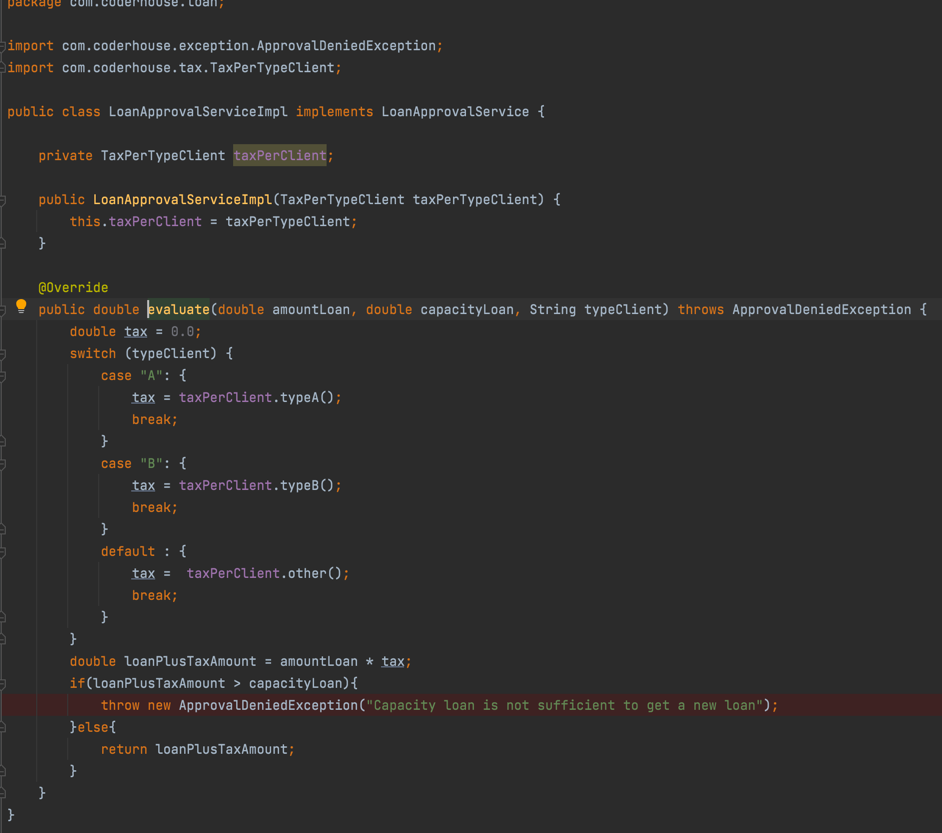 package com.coderhouse.loan;
import com.coderhouse.exception.ApprovalDeniedException;
import com.coderhouse.tax.TaxPerTypeClient;
public class LoanApprovalServiceImpl implements LoanApprovalService {
    private TaxPerTypeClient taxPerClient;
    public LoanApprovalServiceImpl(TaxPerTypeClient taxPerTypeClient) {
        this.taxPerClient = taxPerTypeClient;
    }
    @Override
    public double evaluate(double amountLoan, double capacityLoan, String typeClient) throws ApprovalDeniedException {
        double tax = 0.0;
        switch (typeClient) {
            case "A": {
                tax = taxPerClient.typeA();
                break;
            }
            case "B": {
                tax = taxPerClient.typeB();
                break;
            }
            default : {
                tax =  taxPerClient.other();
                break;
            }
        }
        double loanPlusTaxAmount = amountLoan * tax;
        if(loanPlusTaxAmount > capacityLoan){
            throw new ApprovalDeniedException("Capacity loan is not sufficient to get a new loan");
        }else{
            return loanPlusTaxAmount;
        }
    }
}